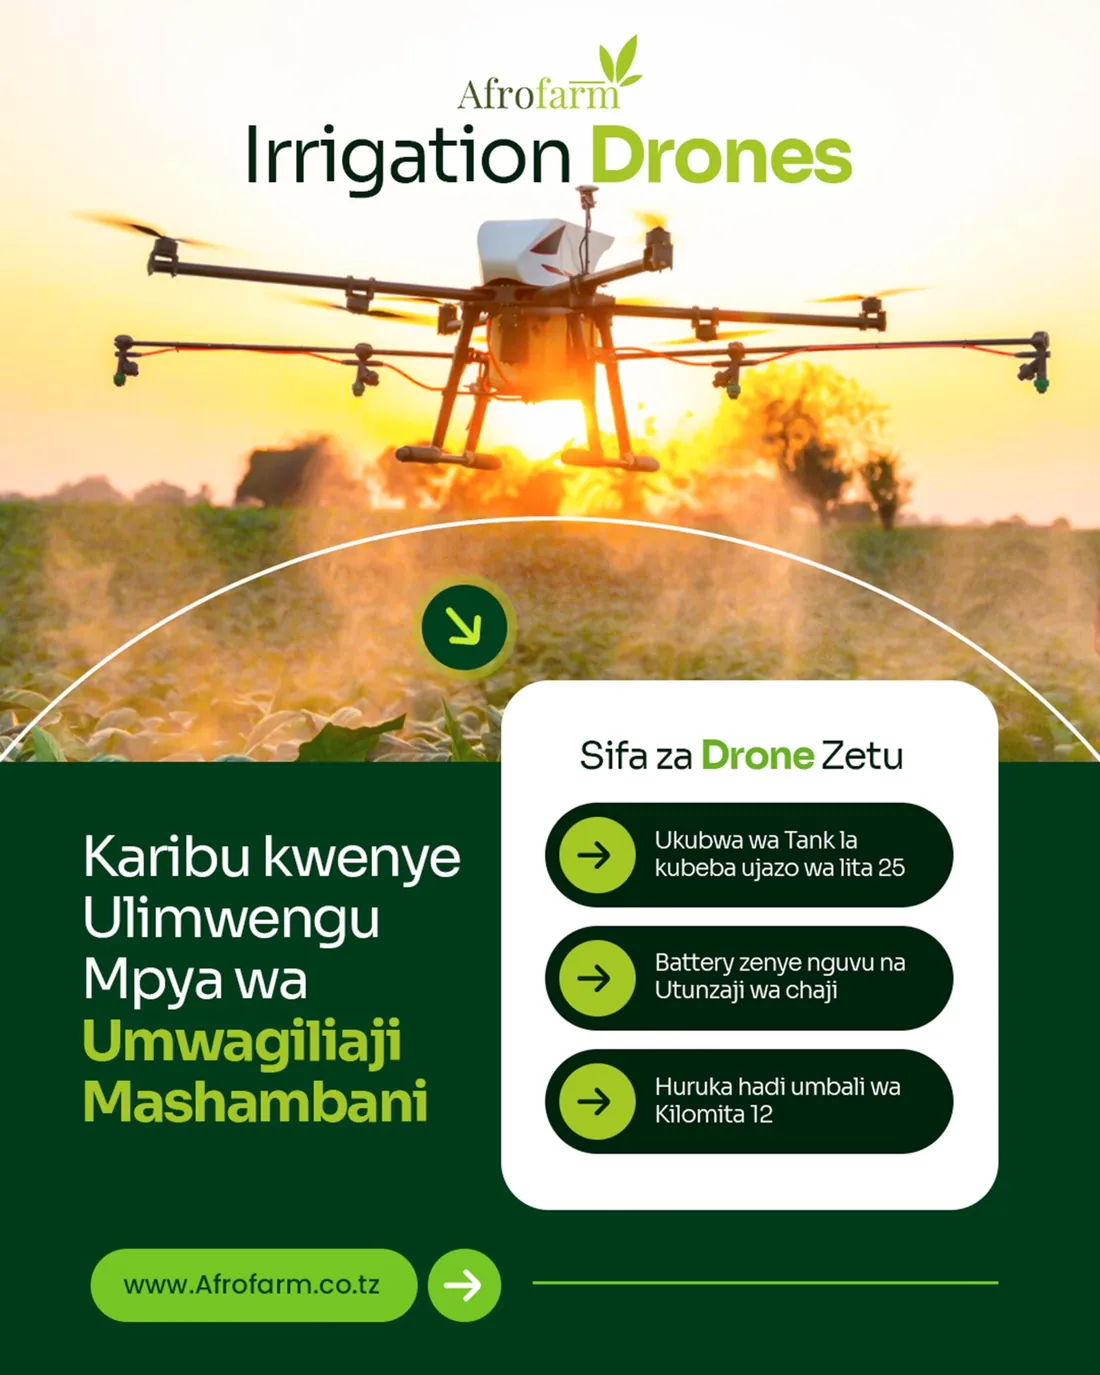 Afrofarm
Irrigation Drones
Sifa za Drone Zetu
Ukubwa wa Tank la
kubeba ujazo wa lita 25
Battery zenye nguvu na
Utunzaji wa chaji
Huruka hadi umbali wa
Kilomita 12
Karibu kwenye
Ulimwengu
Mpya wa
Umwagiliaji
Mashambani
www.Afrofarm.co.tz